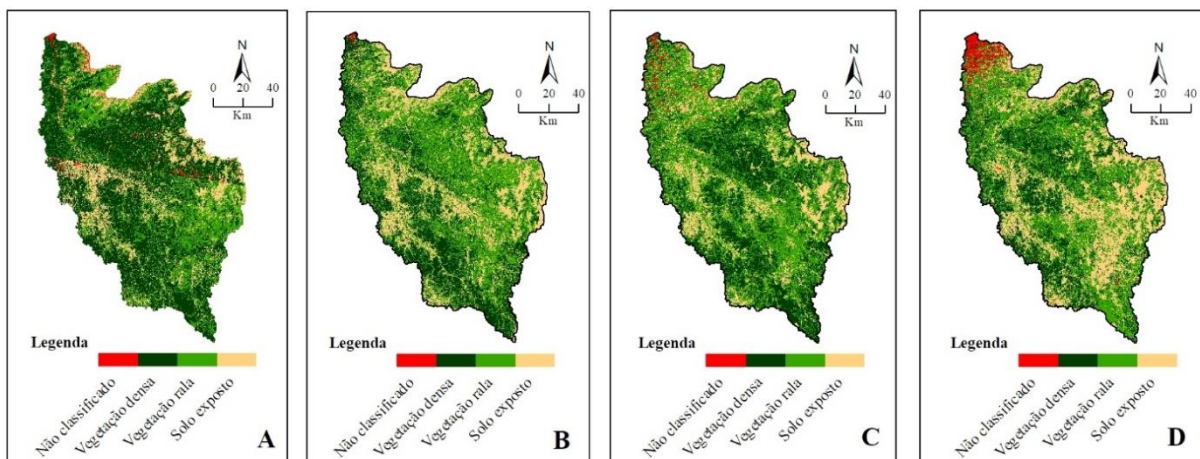 N
0 20 40
Km
Legenda
Não classificado
Vegetação densa
Vegetação rala
Solo exposto
A
N
0 20 40
Km
Legenda
Não classificado
Vegetação densa
Vegetação rala
Solo exposto
B
N
0 20 40
Km
Legenda
Não classificado
Vegetação densa
Vegetação rala
Solo exposto
C
N
0 20 40
Km
Legenda
Não classificado
Vegetação densa
Vegetação rala
Solo exposto
D